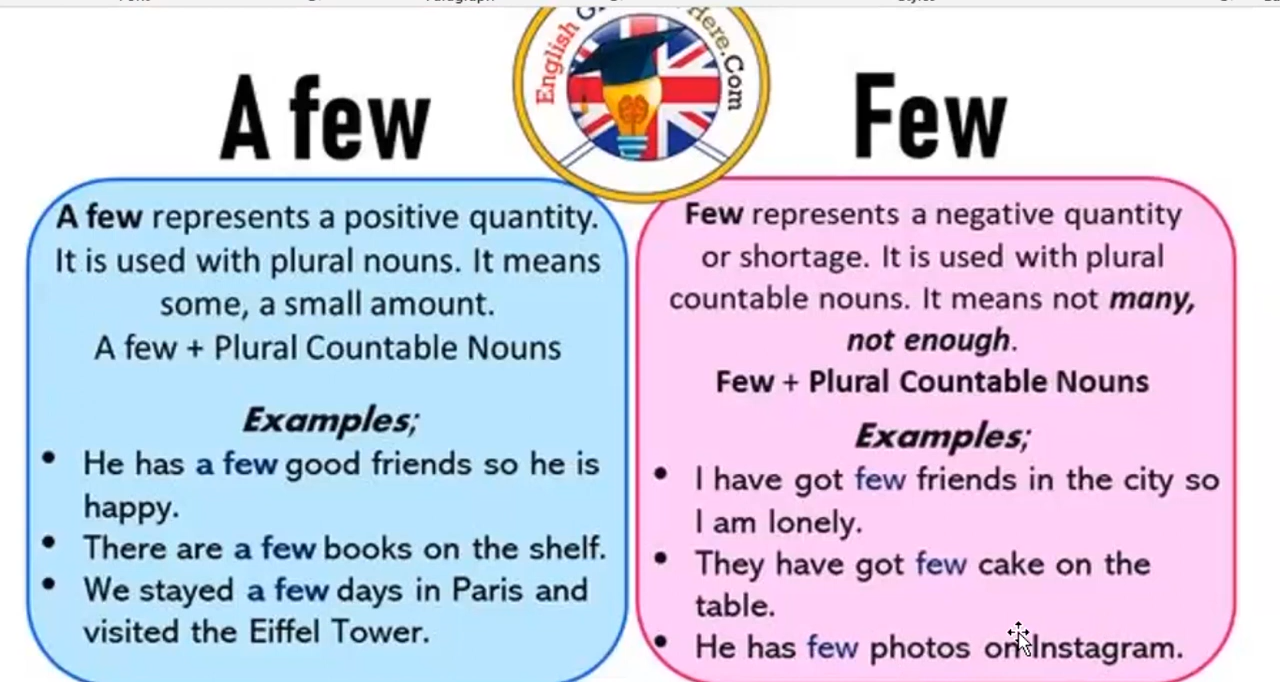 English G Here.Com
A few
Few
A few represents a positive quantity.
It is used with plural nouns. It means
some, a small amount.
A few + Plural Countable Nouns
Examples;
• He has a few good friends so he is
happy.
• There are a few books on the shelf.
• We stayed a few days in Paris and
visited the Eiffel Tower.
Few represents a negative quantity
or shortage. It is used with plural
countable nouns. It means not many,
not enough.
Few + Plural Countable Nouns
Examples;
• I have got few friends in the city so
I am lonely.
• They have got few cake on the
table.
• He has few photos on Instagram.